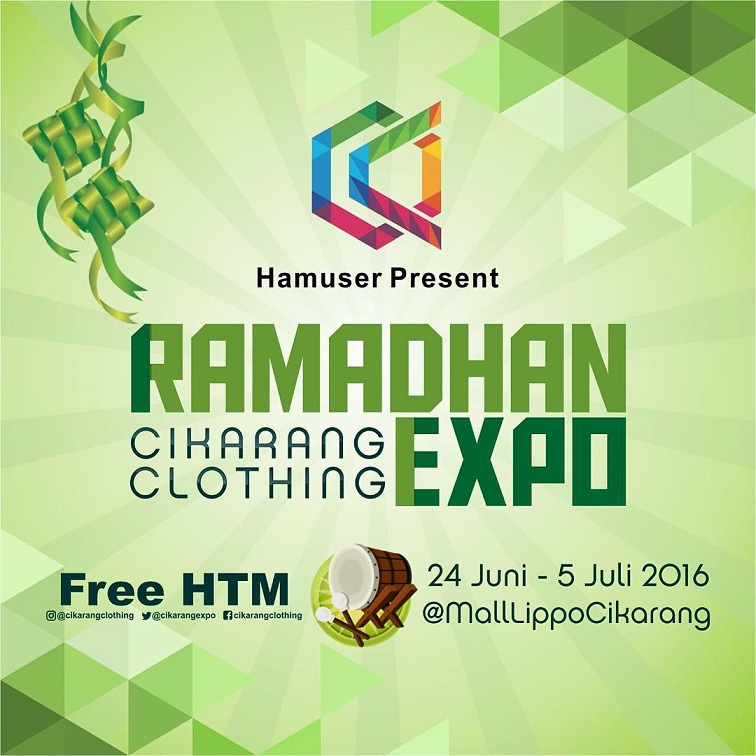 Hamuser Present
RAMADHAN
CIKARANG
CLOTHING
EXPO
Free HTM
@cikarangclothing @cikarangexpo cikarangclothing
24 Juni - 5 Juli 2016
@MallLippoCikarang